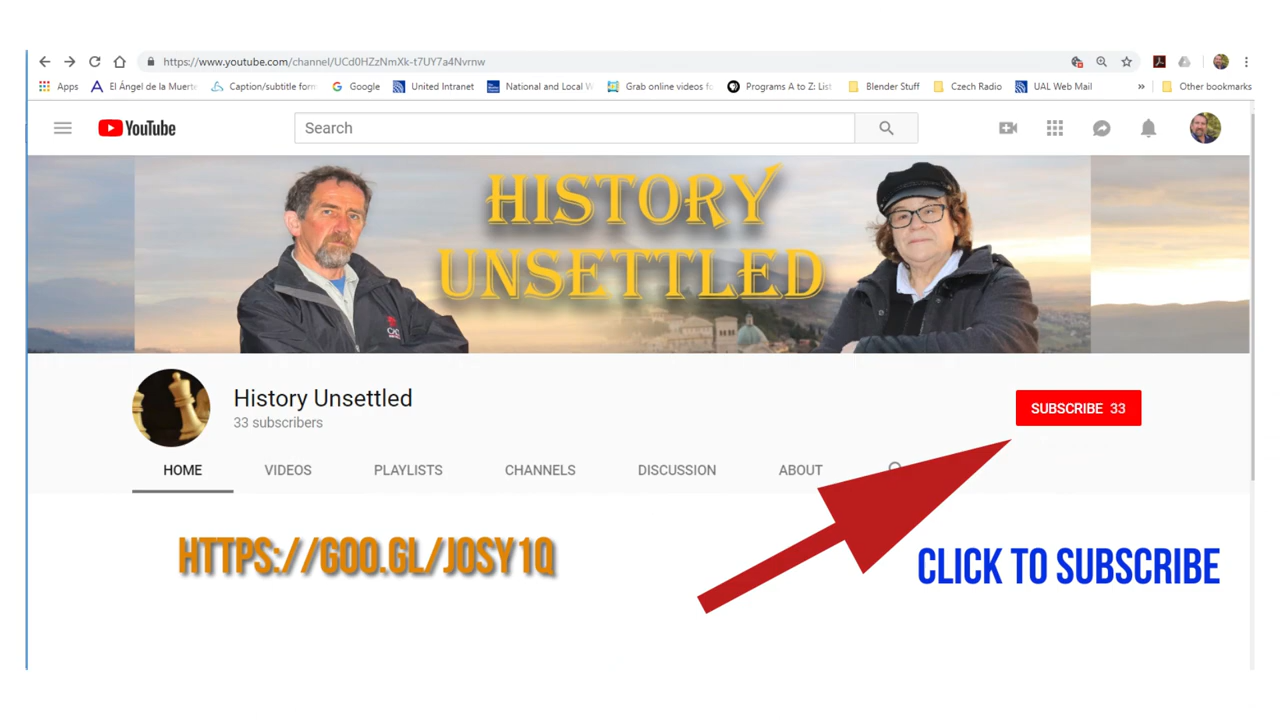 https://www.youtube.com/channel/UCd0HZzNmXk-t7UY7a4Nvrnw
Apps El Ángel de la Muerte Caption/subtitle form Google United Intranet National and Local W Grab online videos fo Programs A to Z: List Blender Stuff Czech Radio UAL Web Mail » Other bookmarks
YouTube Search
HISTORY
UNSETTLED
History Unsettled
33 subscribers
SUBSCRIBE 33
HOME VIDEOS PLAYLISTS CHANNELS DISCUSSION ABOUT
HTTPS://GOO.GL/JOSY1Q
CLICK TO SUBSCRIBE